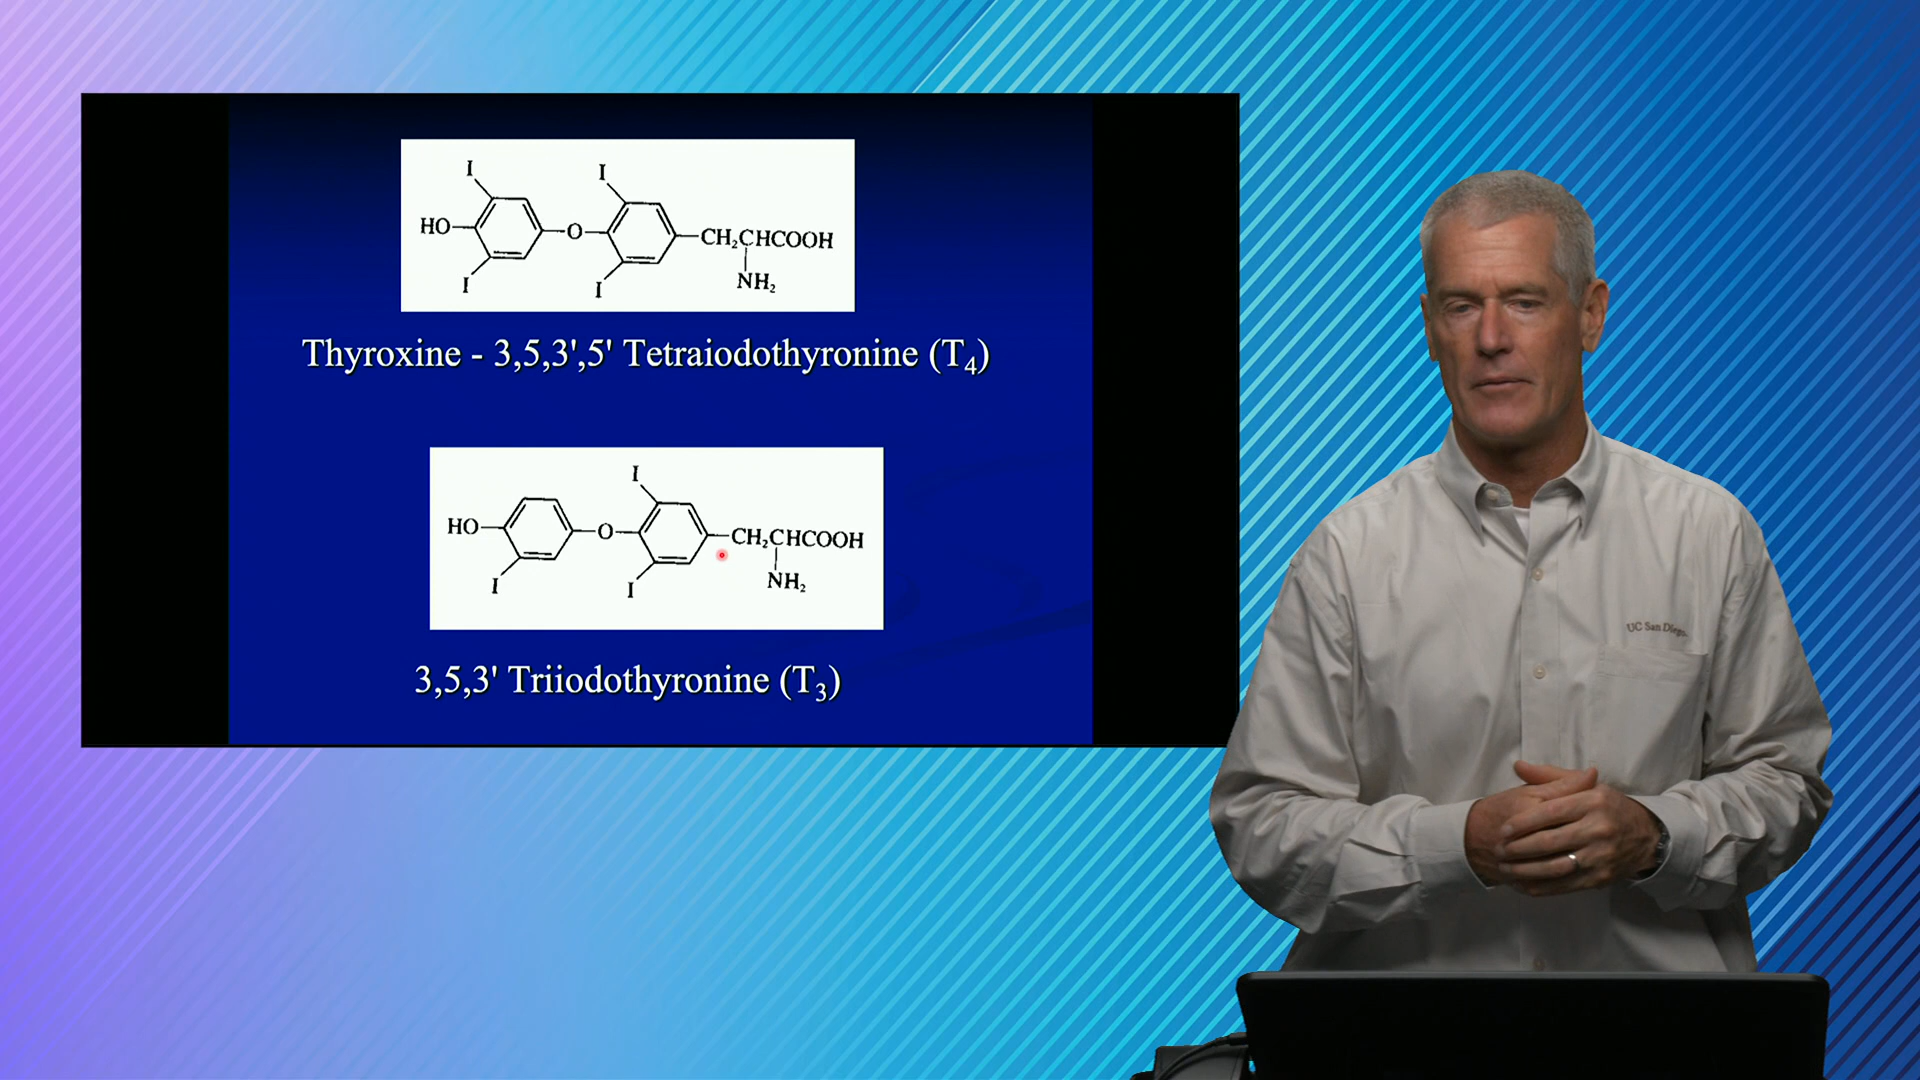 I
I
HO
O
CH₂CHCOOH
I
I
NH₂
Thyroxine - 3,5,3',5' Tetraiodothyronine (T₄)
I
HO
O
CH₂CHCOOH
I
I
NH₂
3,5,3' Triiodothyronine (T₃)
UC San Diego